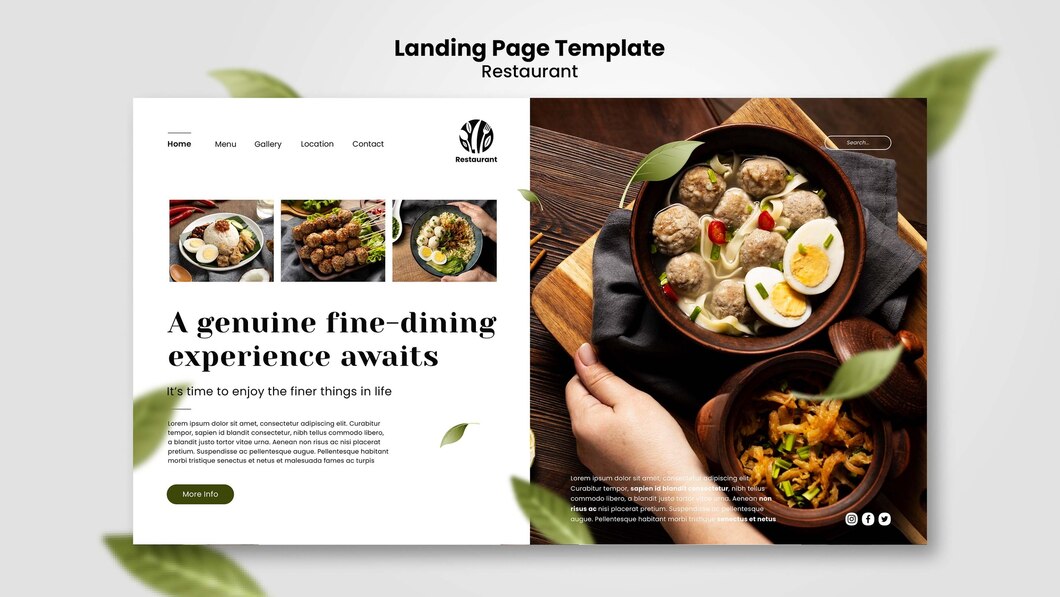 Landing Page Template
Restaurant
Home
Menu
Gallery
Location
Contact
Restaurant
Search...
A genuine fine-dining
experience awaits
It's time to enjoy the finer things in life
Lorem ipsum dolor sit amet, consectetur adipiscing elit. Curabitur
tempor, sapien id blandit consectetur, nibh tellus commodo libero,
a blandit justo tortor vitae urna. Aenean non risus ac nisi placerat
pretium. Suspendisse ac pellentesque augue. Pellentesque habitant
morbi tristique senectus et netus et malesuada fames ac turpis
More Info
Lorem ipsum dolor sit amet, consectetur adipiscing elit.
Curabitur tempor, sapien id blandit consectetur, nibh tellus
commodo libero, a blandit justo tortor vitae urna. Aenean non
risus ac nisi placerat pretium. Suspendisse ac pellentesque
augue. Pellentesque habitant morbi tristique senectus et netus